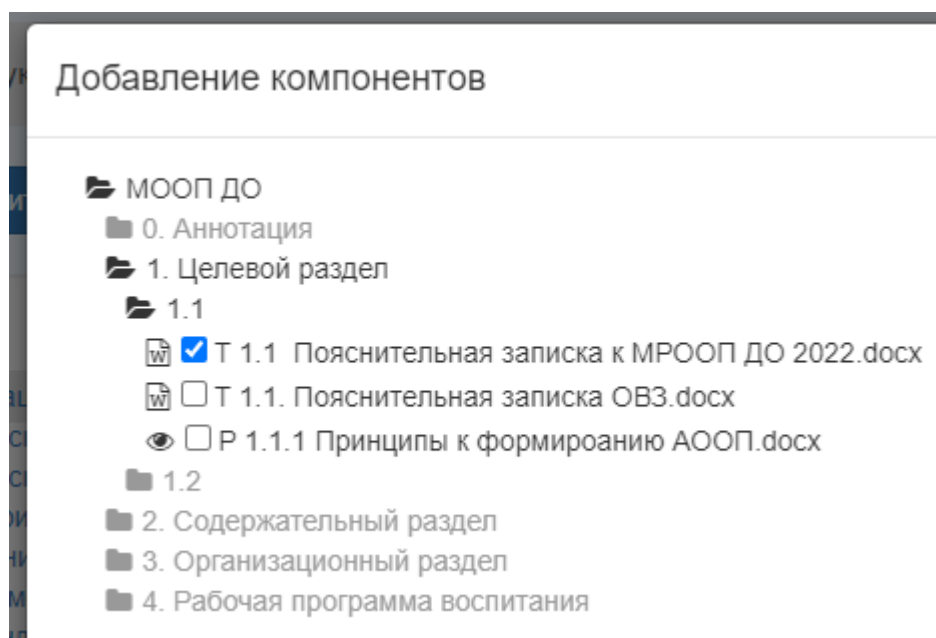 Добавление компонентов
МООП ДО
0. Аннотация
1. Целевой раздел
1.1
Т 1.1 Пояснительная записка к МРООП ДО 2022.docx
Т 1.1. Пояснительная записка ОВЗ.docx
Р 1.1.1 Принципы к формироанию АООП.docx
1.2
2. Содержательный раздел
3. Организационный раздел
4. Рабочая программа воспитания